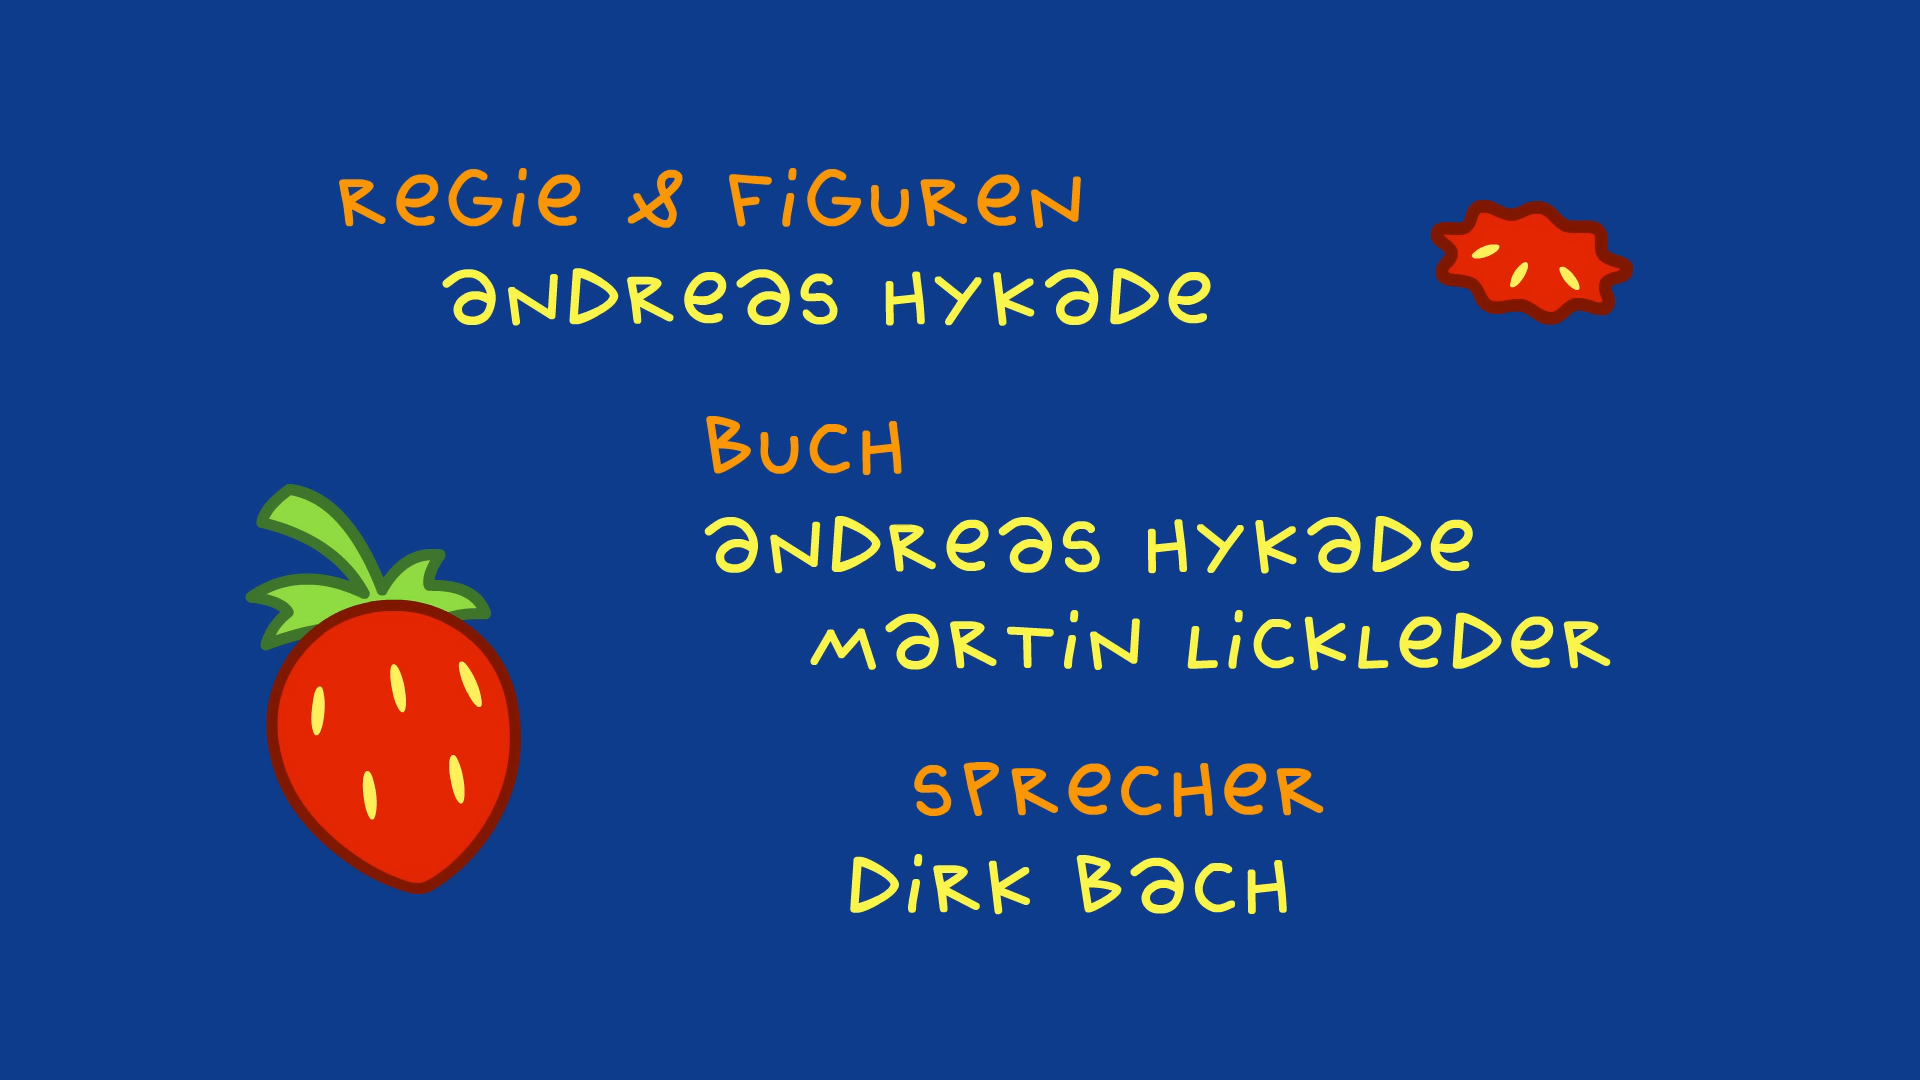 Regie & Figuren
Andreas Hykade
Buch
Andreas Hykade
Martin Lickleder
Sprecher
Dirk Bach